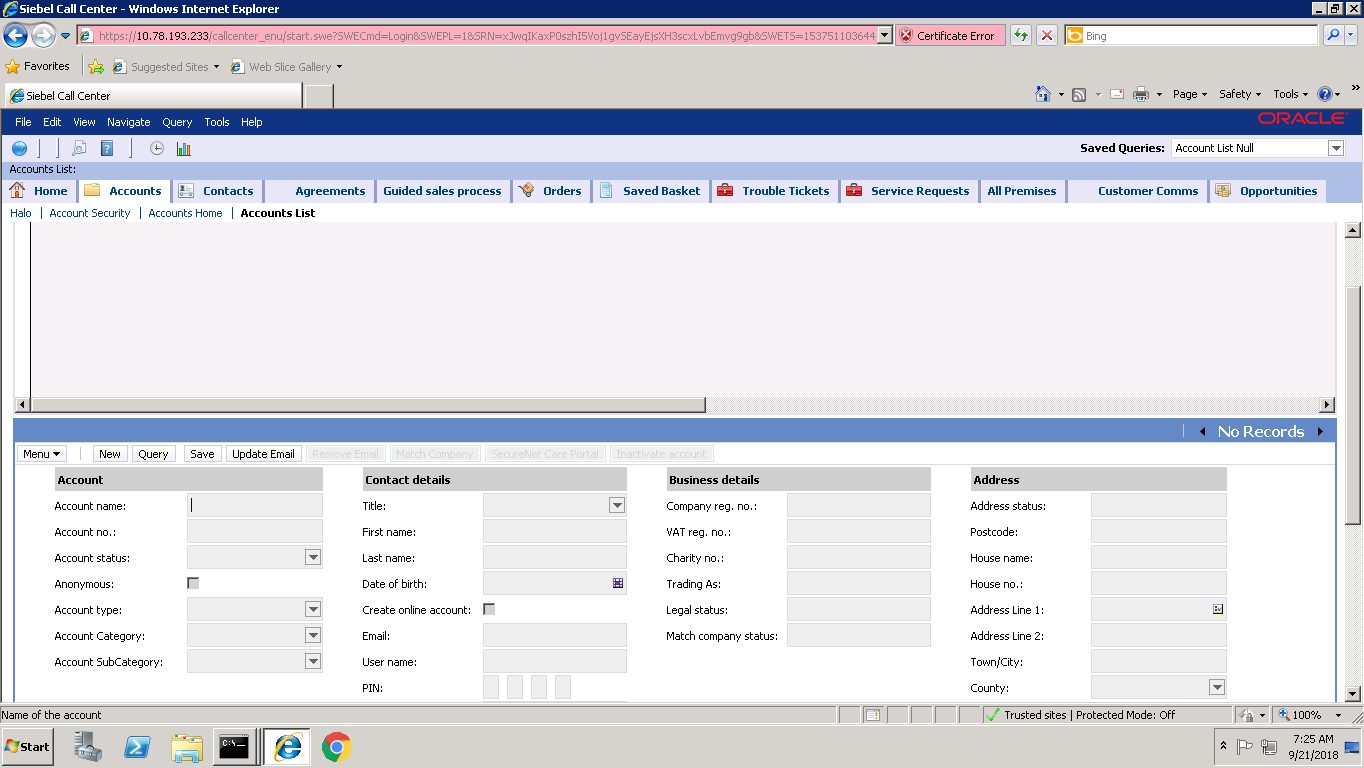 Siebel Call Center - Windows Internet Explorer
https://10.78.193.233/callcenter_enu/start.swe?SWECmd=Login&SWEPL=1&SRN=xJwqIKaxP0szhI5Voj1gvSEayEjsXH3scxLvbEmvg9gb&SWETS=153751103644 Certificate Error Bing
Favorites Suggested Sites Web Slice Gallery
Siebel Call Center Page Safety Tools
File Edit View Navigate Query Tools Help ORACLE
Saved Queries: Account List Null
Accounts List:
Home Accounts Contacts Agreements Guided sales process Orders Saved Basket Trouble Tickets Service Requests All Premises Customer Comms Opportunities
Halo Account Security Accounts Home Accounts List
No Records
Menu New Query Save Update Email Remove Email Match Company SecureNet Care Portal Inactivate account
Account Contact details Business details Address
Account name: Title: Company reg. no.: Address status:
Account no.: First name: VAT reg. no.: Postcode:
Account status: Last name: Charity no.: House name:
Anonymous: Date of birth: Trading As: House no.:
Account type: Create online account: Legal status: Address Line 1:
Account Category: Email: Match company status: Address Line 2:
Account SubCategory: User name: Town/City:
PIN: County:
Name of the account Trusted sites | Protected Mode: Off 100%
Start C:\. 7:25 AM
9/21/2018